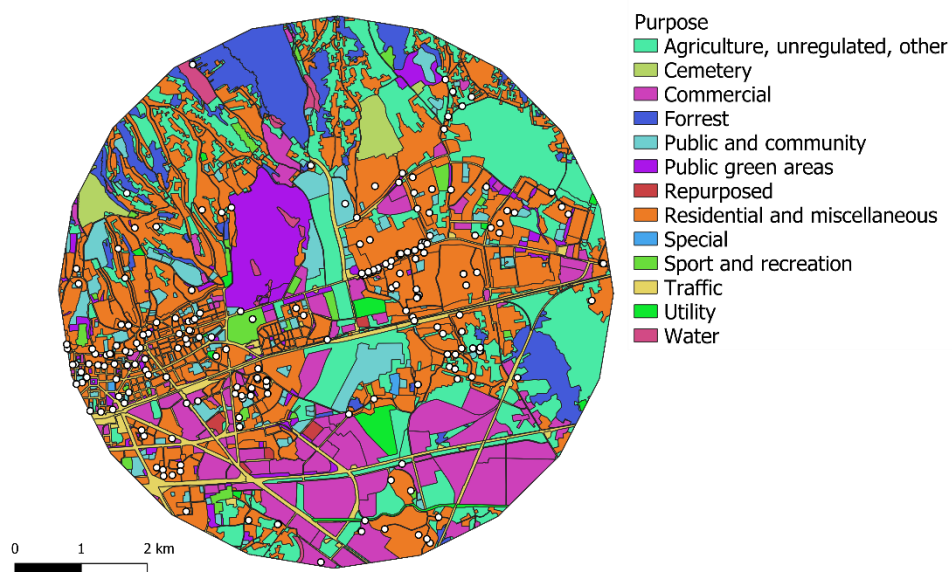 Purpose
Agriculture, unregulated, other
Cemetery
Commercial
Forrest
Public and community
Public green areas
Repurposed
Residential and miscellaneous
Special
Sport and recreation
Traffic
Utility
Water
0 1 2 km